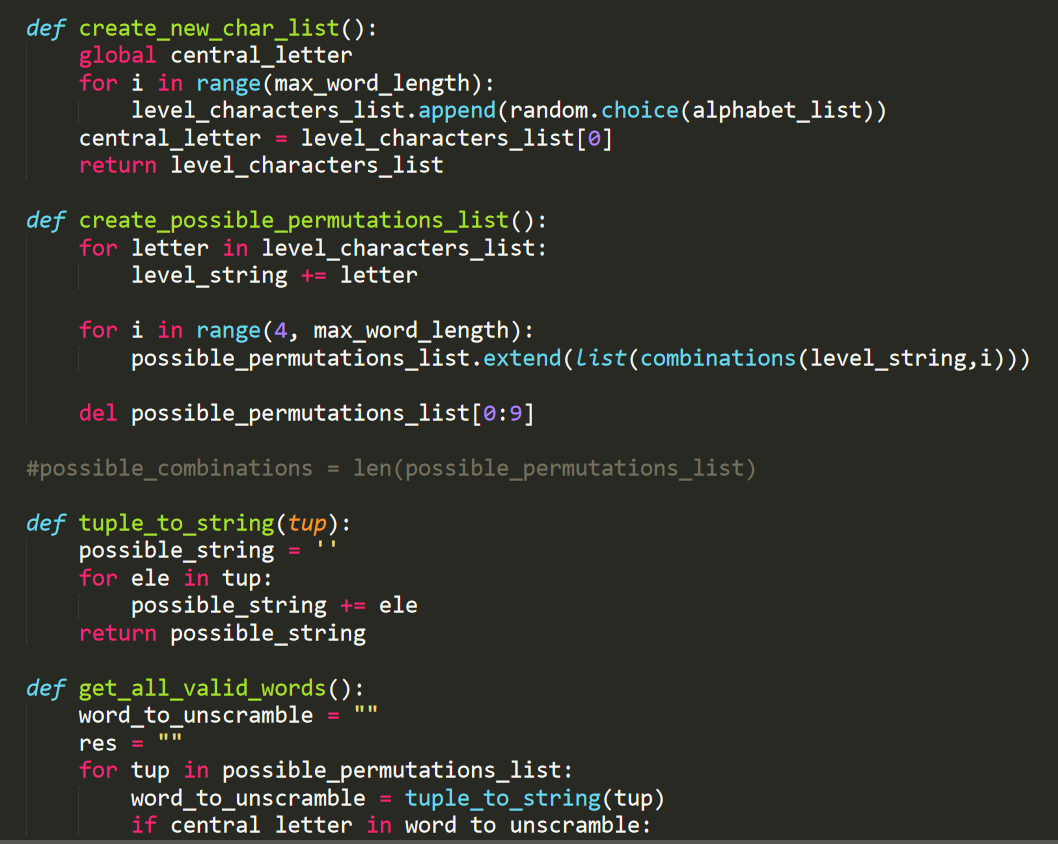 def create_new_char_list():
    global central_letter
    for i in range(max_word_length):
        level_characters_list.append(random.choice(alphabet_list))
    central_letter = level_characters_list[0]
    return level_characters_list

def create_possible_permutations_list():
    for letter in level_characters_list:
        level_string += letter

    for i in range(4, max_word_length):
        possible_permutations_list.extend(list(combinations(level_string,i)))

    del possible_permutations_list[0:9]

#possible_combinations = len(possible_permutations_list)

def tuple_to_string(tup):
    possible_string = ''
    for ele in tup:
        possible_string += ele
    return possible_string

def get_all_valid_words():
    word_to_unscramble = ""
    res = ""
    for tup in possible_permutations_list:
        word_to_unscramble = tuple_to_string(tup)
        if central_letter in word_to_unscramble: